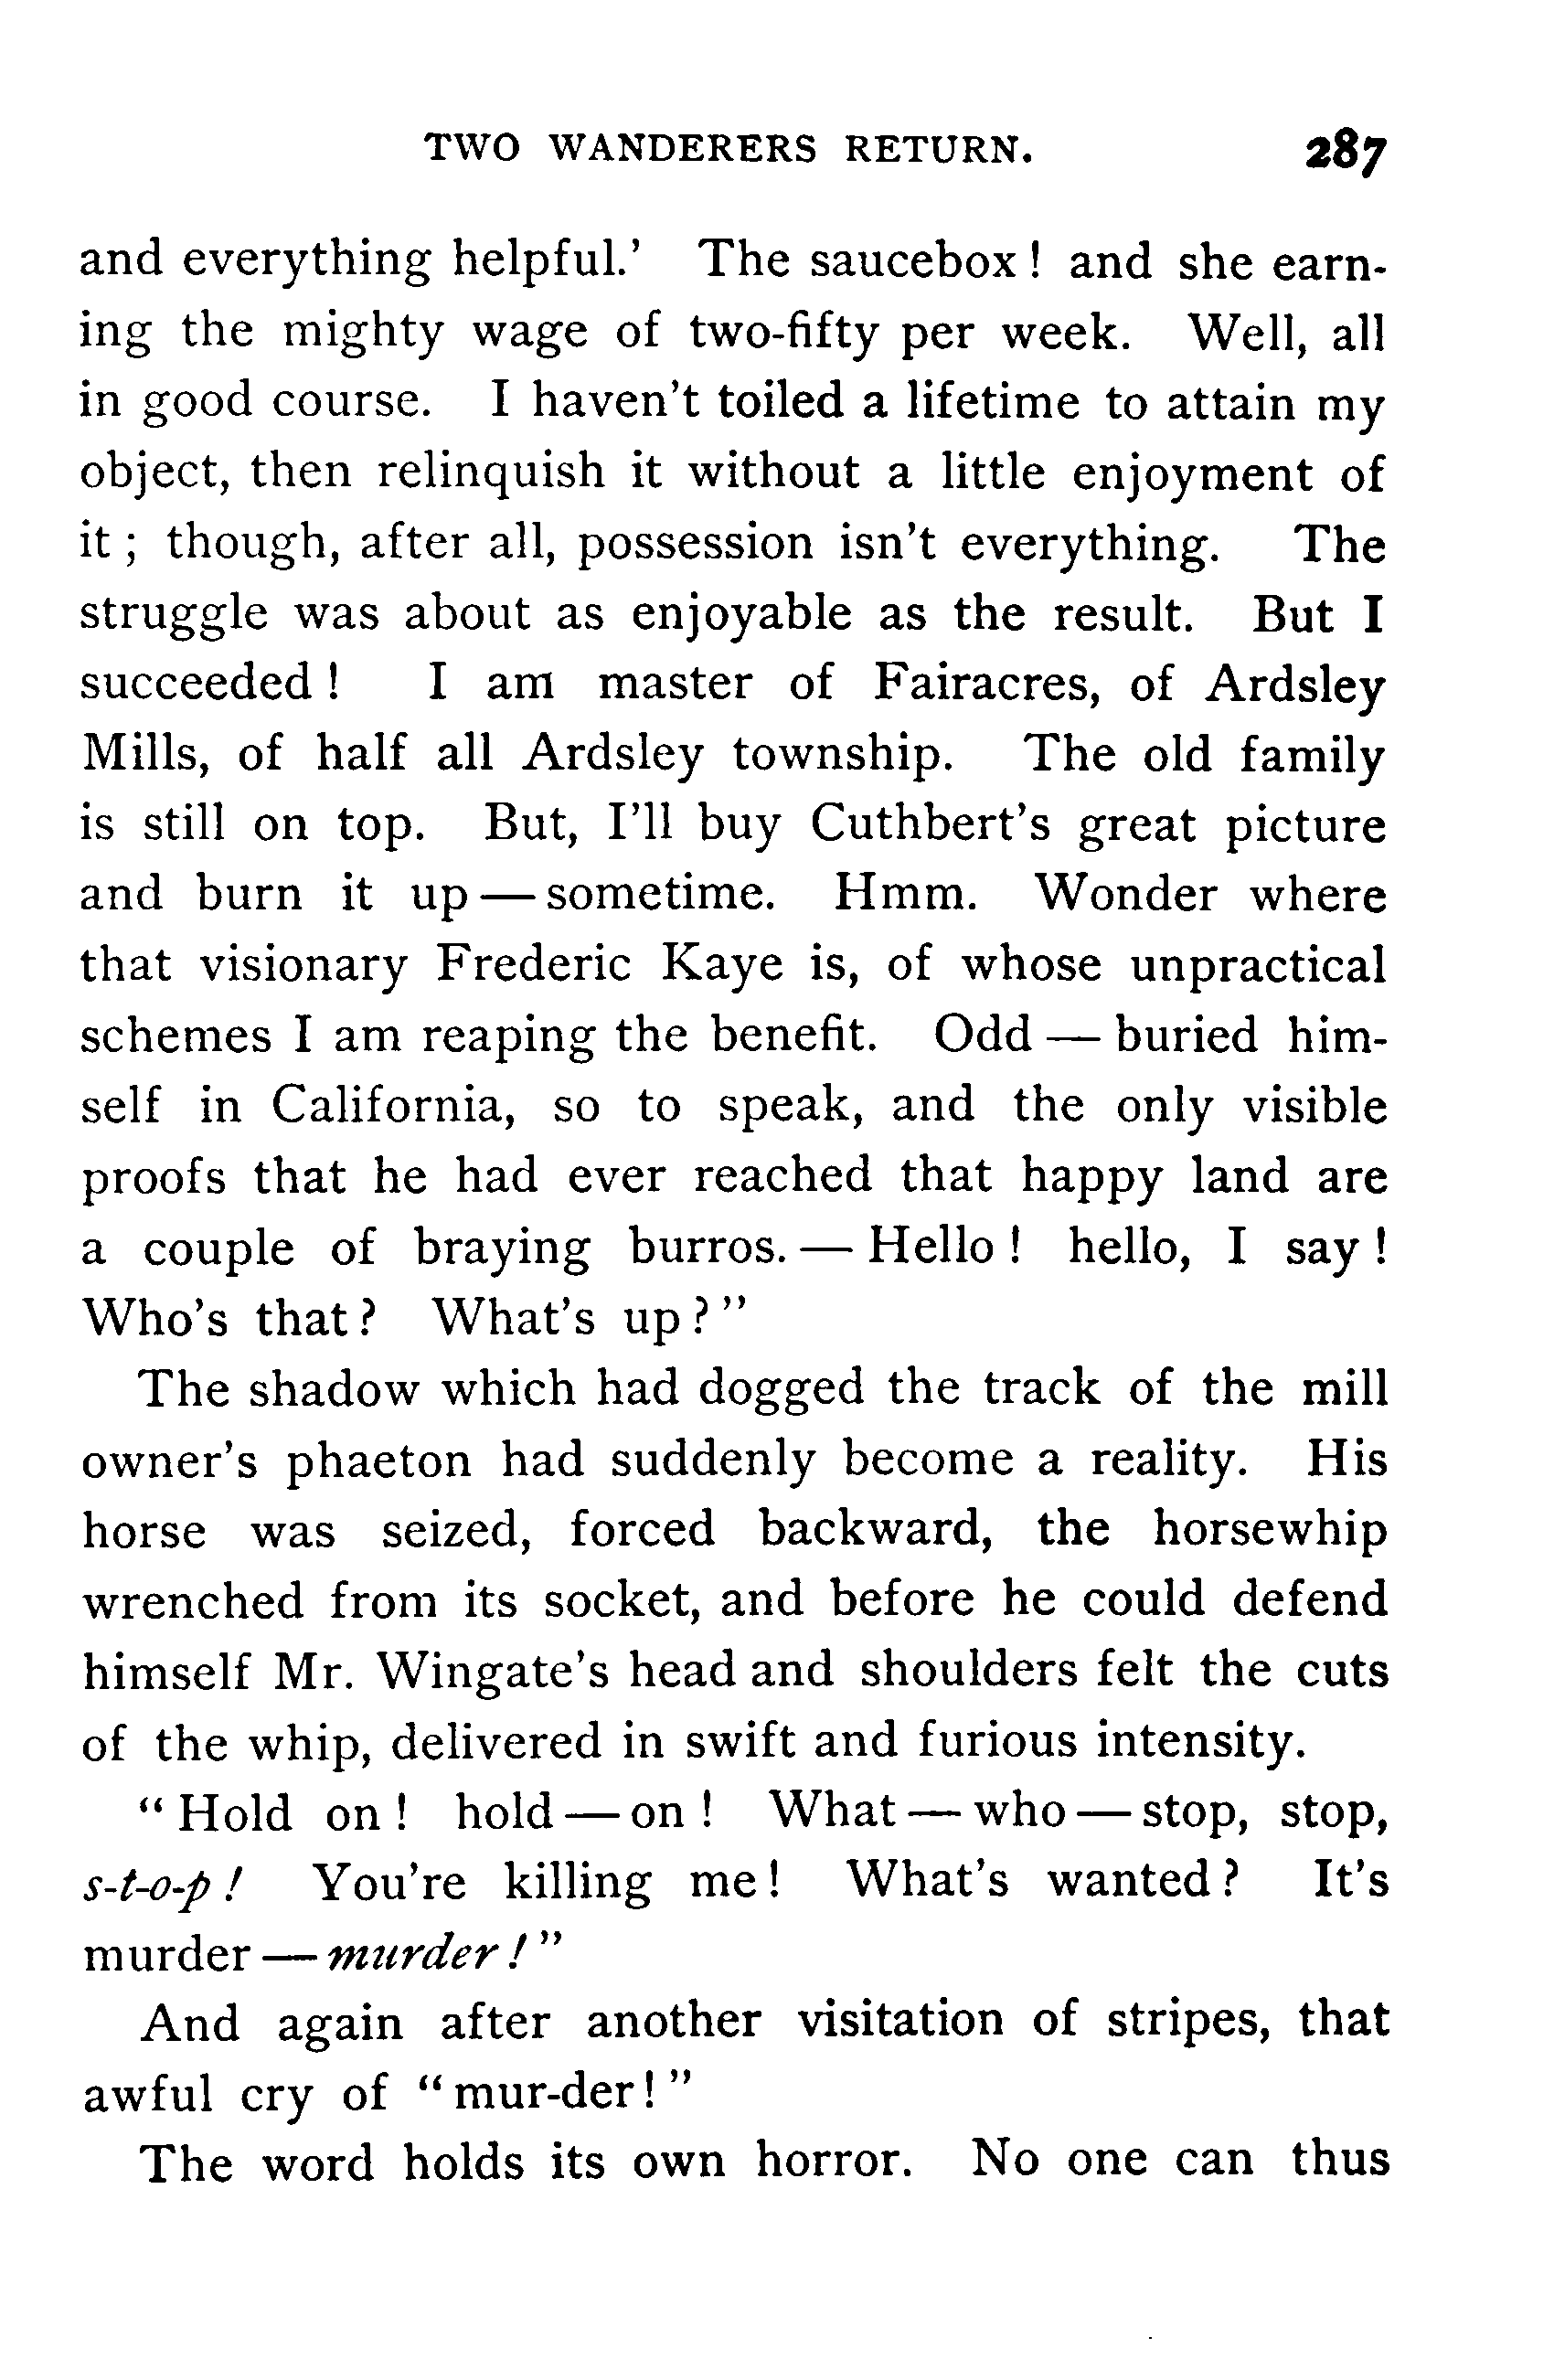 TWO WANDERERS RETURN. 287
and everything helpful.’ The saucebox! and she earn-
ing the mighty wage of two-fifty per week. Well, all
in good course. I haven’t toiled a lifetime to attain my
object, then relinquish it without a little enjoyment of
it; though, after all, possession isn’t everything. The
struggle was about as enjoyable as the result. But I
succeeded! I am master of Fairacres, of Ardsley
Mills, of half all Ardsley township. The old family
is still on top. But, I’ll buy Cuthbert’s great picture
and burn it up — sometime. Hmm. Wonder where
that visionary Frederic Kaye is, of whose unpractical
schemes I am reaping the benefit. Odd — buried him-
self in California, so to speak, and the only visible
proofs that he had ever reached that happy land are
a couple of braying burros. — Hello! hello, I say!
Who’s that? What’s up?”
The shadow which had dogged the track of the mill
owner’s phaeton had suddenly become a reality. His
horse was seized, forced backward, the horsewhip
wrenched from its socket, and before he could defend
himself Mr. Wingate’s head and shoulders felt the cuts
of the whip, delivered in swift and furious intensity.
“Hold on! hold — on! What — who — stop, stop,
s-t-o-p! You’re killing me! What’s wanted? It’s
murder — murder!”
And again after another visitation of stripes, that
awful cry of “mur-der!”
The word holds its own horror. No one can thus